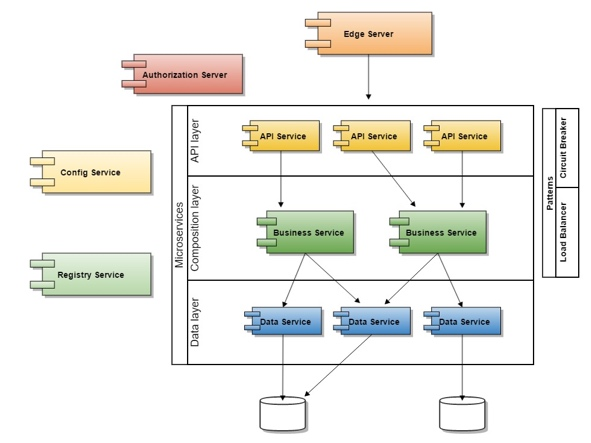 Edge Server
Authorization Server
Microservices
API layer
API Service
API Service
API Service
Patterns
Circuit Breaker
Load Balancer
Config Service
Composition layer
Business Service
Business Service
Registry Service
Data layer
Data Service
Data Service
Data Service